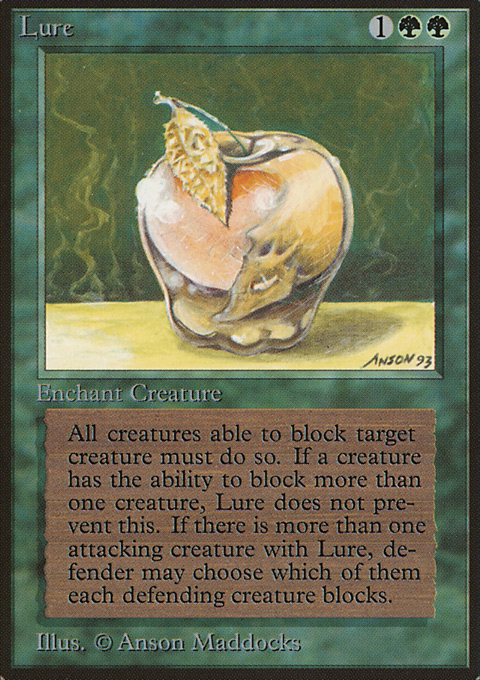 Lure 1
ANSON 93
Enchant Creature
All creatures able to block target
creature must do so. If a creature
has the ability to block more than
one creature, Lure does not pre-
vent this. If there is more than one
attacking creature with Lure, de-
fender may choose which of them
each defending creature blocks.
Illus. © Anson Maddocks